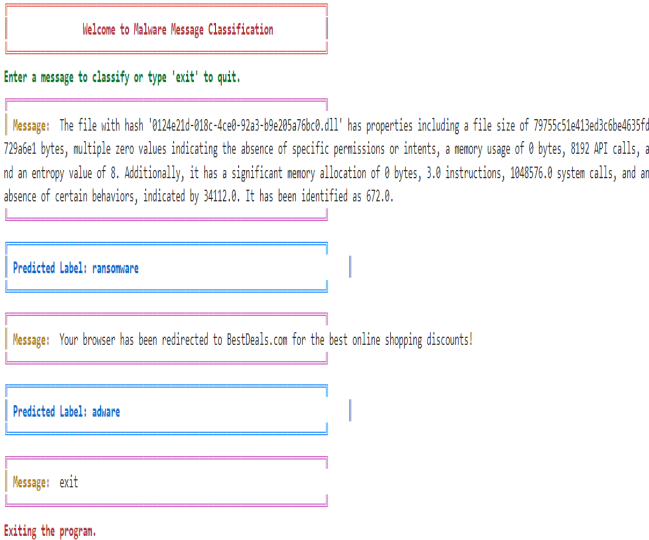 Welcome to Malware Message Classification
Enter a message to classify or type 'exit' to quit.
Message: The file with hash '0124e21d-018c-4ce0-92a3-b9e205a76bc0.dll' has properties including a file size of 79755c51e413ed3c6be4635fd
729a6e1 bytes, multiple zero values indicating the absence of specific permissions or intents, a memory usage of 0 bytes, 8192 API calls, a
nd an entropy value of 8. Additionally, it has a significant memory allocation of 0 bytes, 3.0 instructions, 1048576.0 system calls, and an
absence of certain behaviors, indicated by 34112.0. It has been identified as 672.0.
Predicted Label: ransomware
Message: Your browser has been redirected to BestDeals.com for the best online shopping discounts!
Predicted Label: adware
Message: exit
Exiting the program.